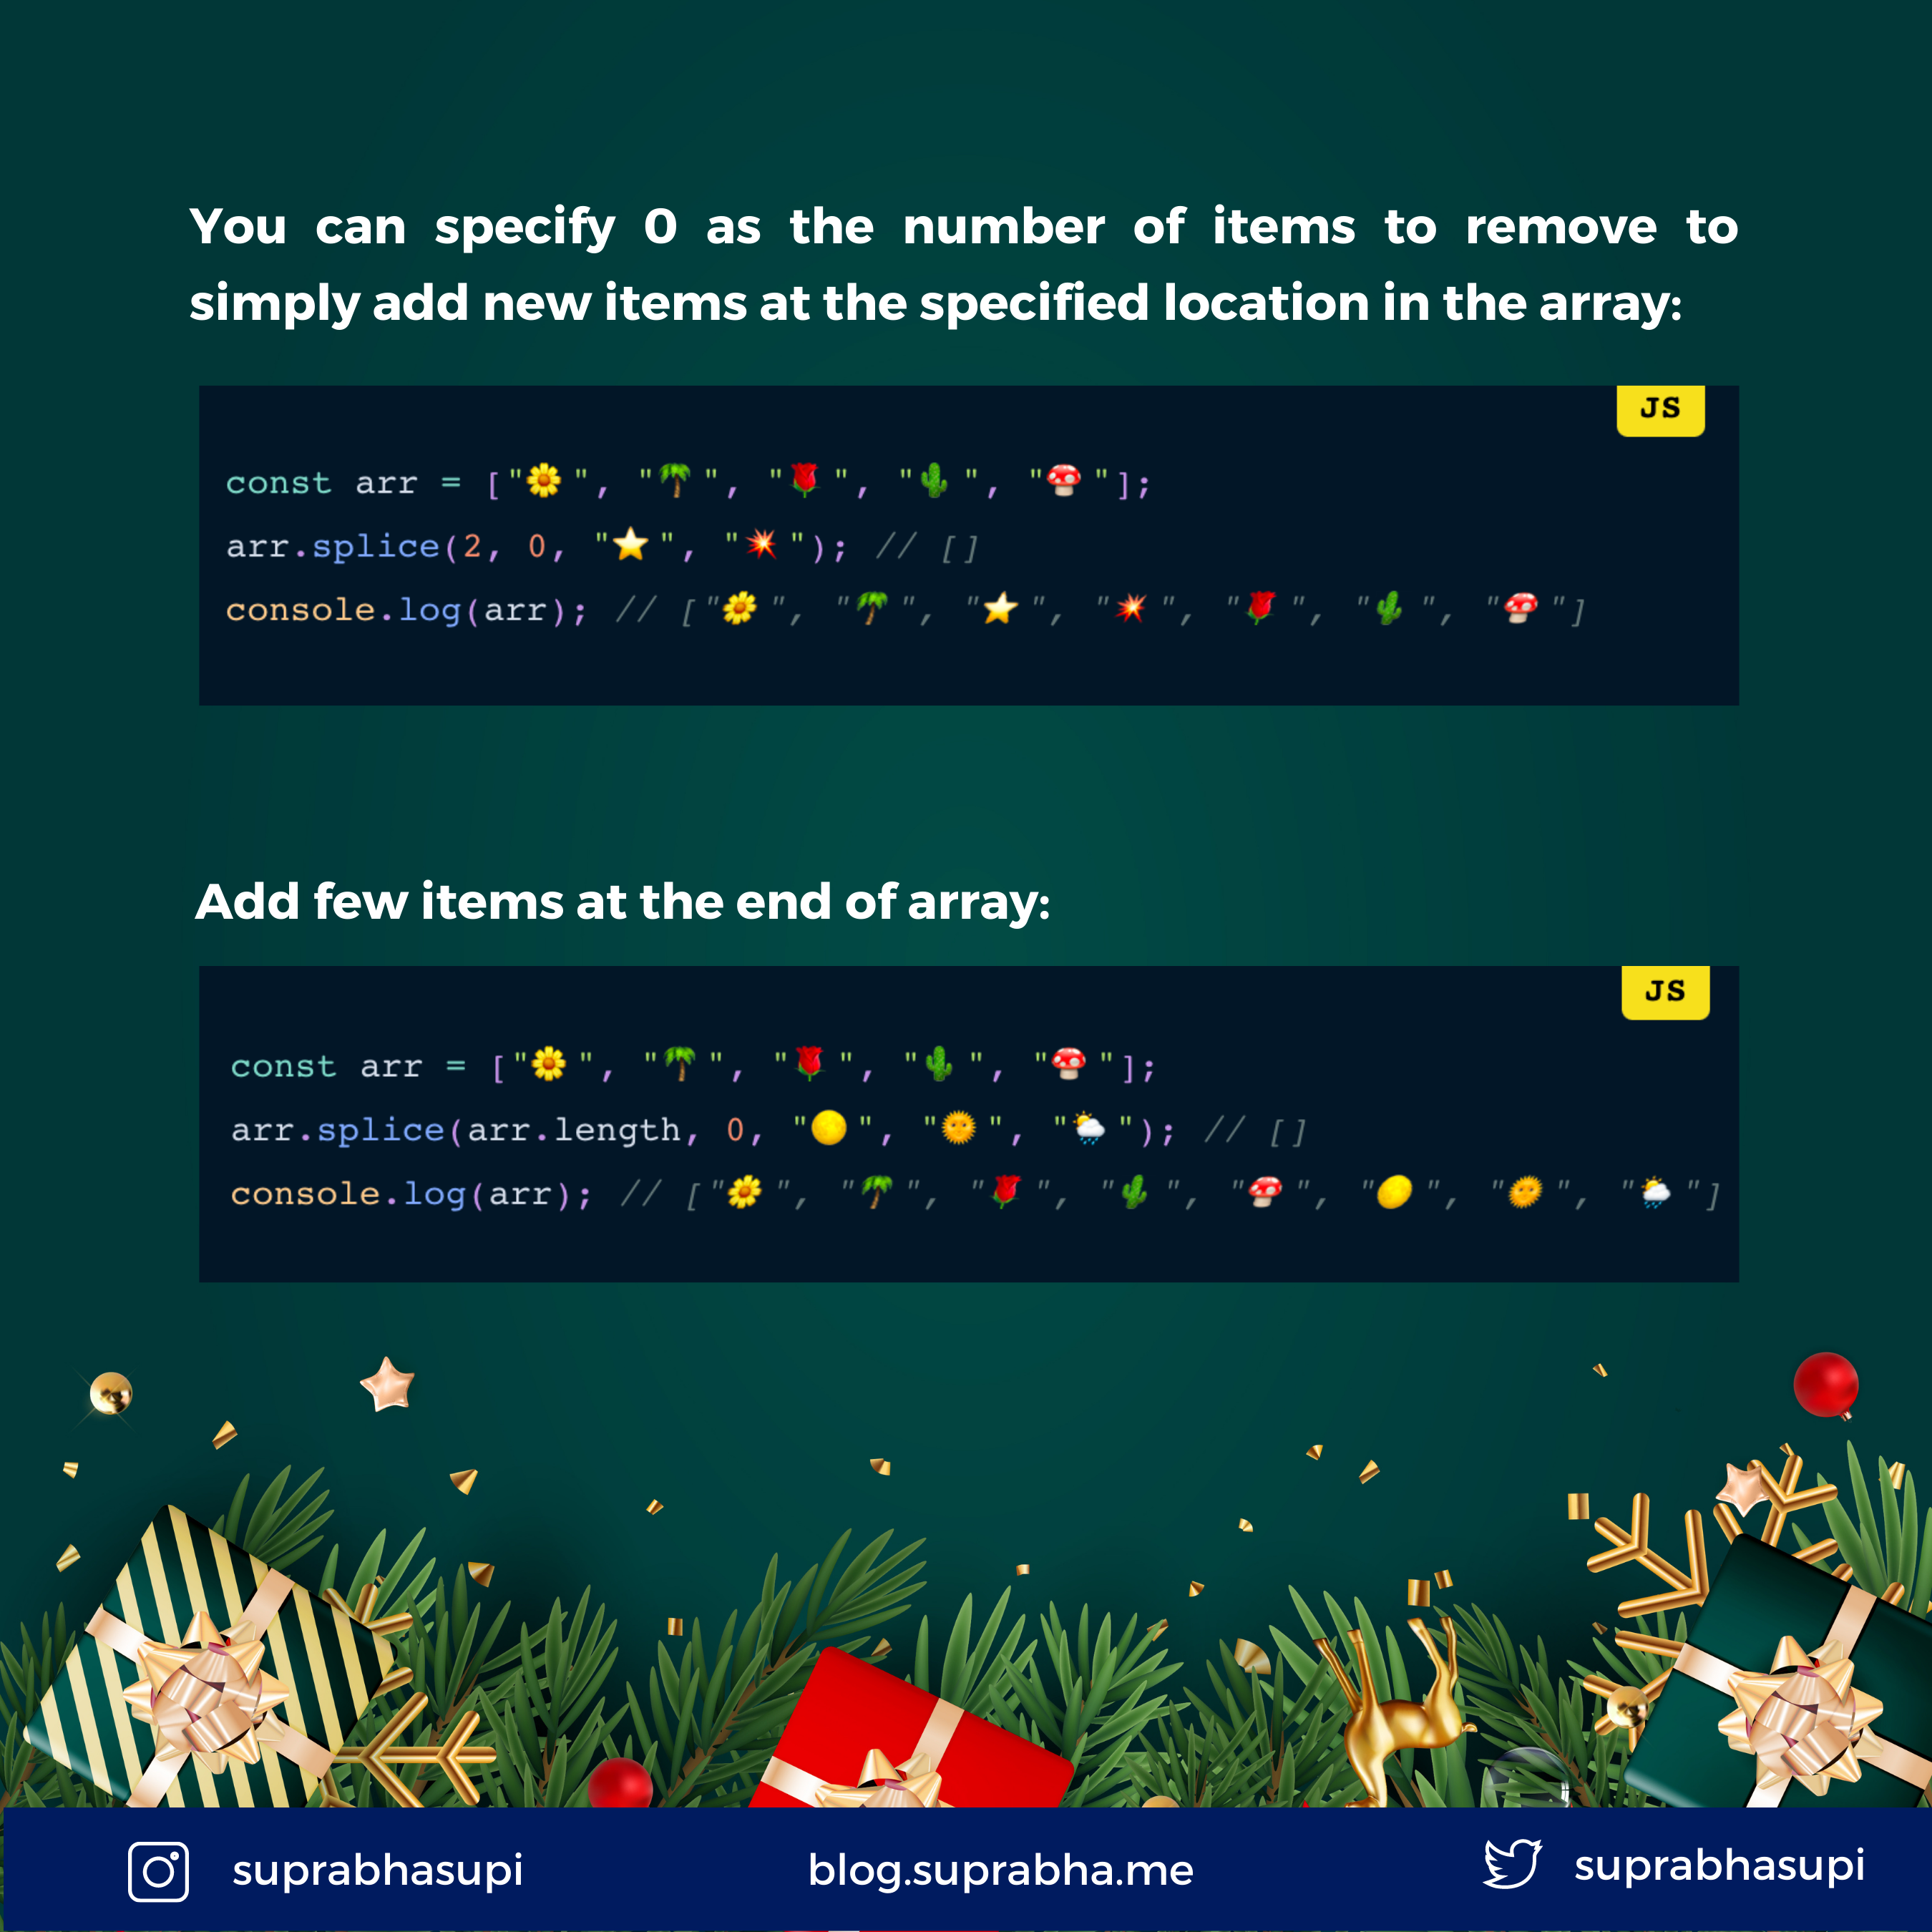 You can specify 0 as the number of items to remove to
simply add new items at the specified location in the array:
JS
const arr = ["🌼", "🌴", "🌹", "🌵", "🍄"];
arr.splice(2, 0, "⭐", "💥"); // []
console.log(arr); // ["🌼", "🌴", "⭐", "💥", "🌹", "🌵", "🍄"]
Add few items at the end of array:
JS
const arr = ["🌼", "🌴", "🌹", "🌵", "🍄"];
arr.splice(arr.length, 0, "🌕", "🌞", "🌦"); // []
console.log(arr); // ["🌼", "🌴", "🌹", "🌵", "🍄", "🌕", "🌞", "🌦"]
suprabhasupi
blog.suprabha.me
suprabhasupi